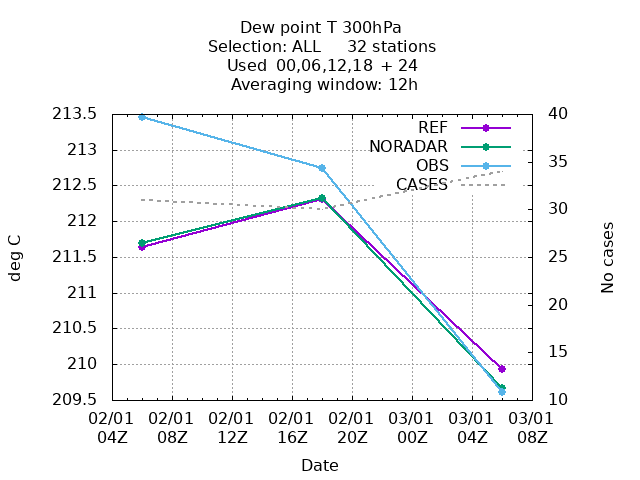 Dew point T 300hPa
Selection: ALL     32 stations
Used  00,06,12,18  + 24
Averaging window: 12h
213.5
213
212.5
212
211.5
211
210.5
210
209.5
deg C
REF
NORADAR
OBS
CASES
40
35
30
25
20
15
10
No cases
02/01 02/01 02/01 02/01 02/01 03/01 03/01 03/01
04Z 08Z 12Z 16Z 20Z 00Z 04Z 08Z
Date